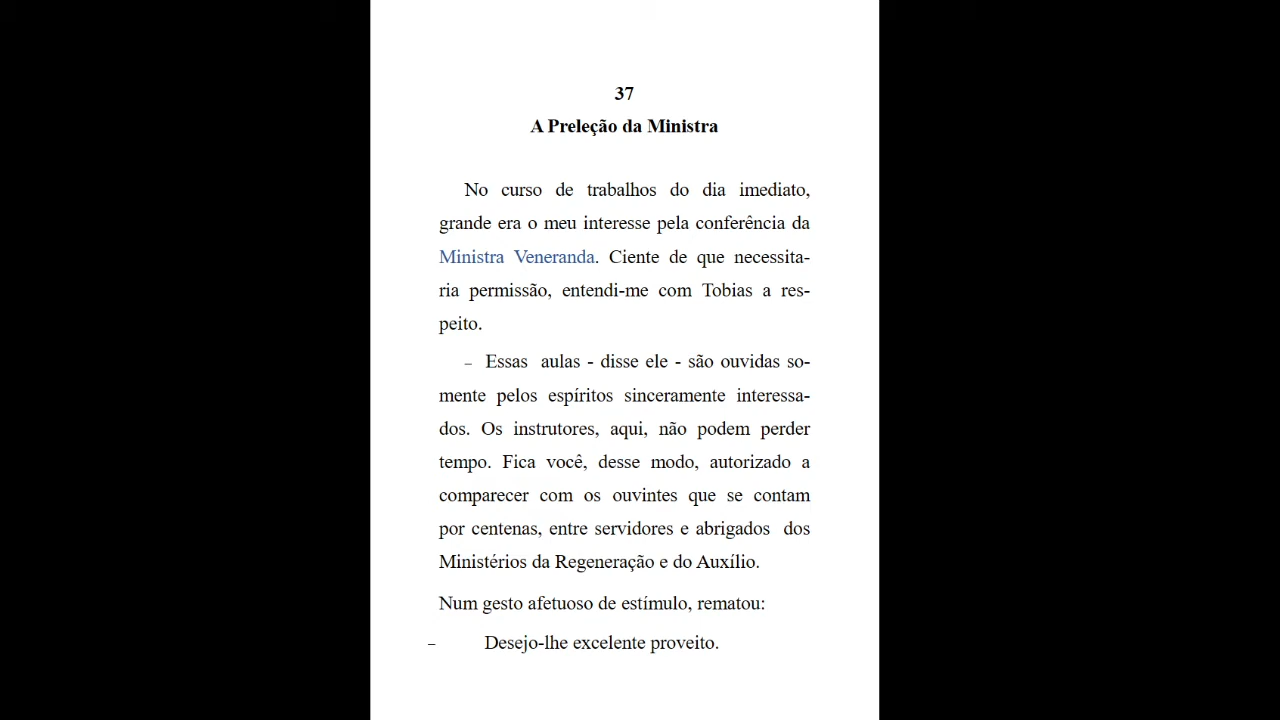 37
A Preleção da Ministra
No curso de trabalhos do dia imediato,
grande era o meu interesse pela conferência da
Ministra Veneranda. Ciente de que necessita-
ria permissão, entendi-me com Tobias a res-
peito.
– Essas aulas - disse ele - são ouvidas so-
mente pelos espíritos sinceramente interessa-
dos. Os instrutores, aqui, não podem perder
tempo. Fica você, desse modo, autorizado a
comparecer com os ouvintes que se contam
por centenas, entre servidores e abrigados dos
Ministérios da Regeneração e do Auxílio.
Num gesto afetuoso de estímulo, rematou:
– Desejo-lhe excelente proveito.